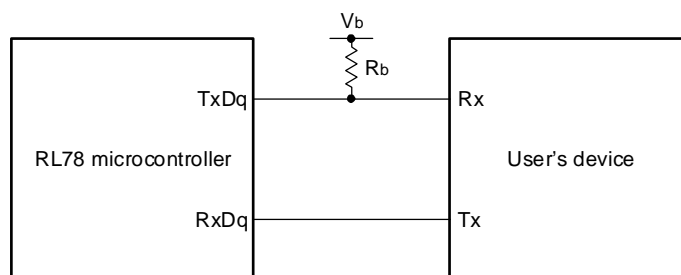 Vb
Rb
TxDq
Rx
RL78 microcontroller
User's device
RxDq
Tx